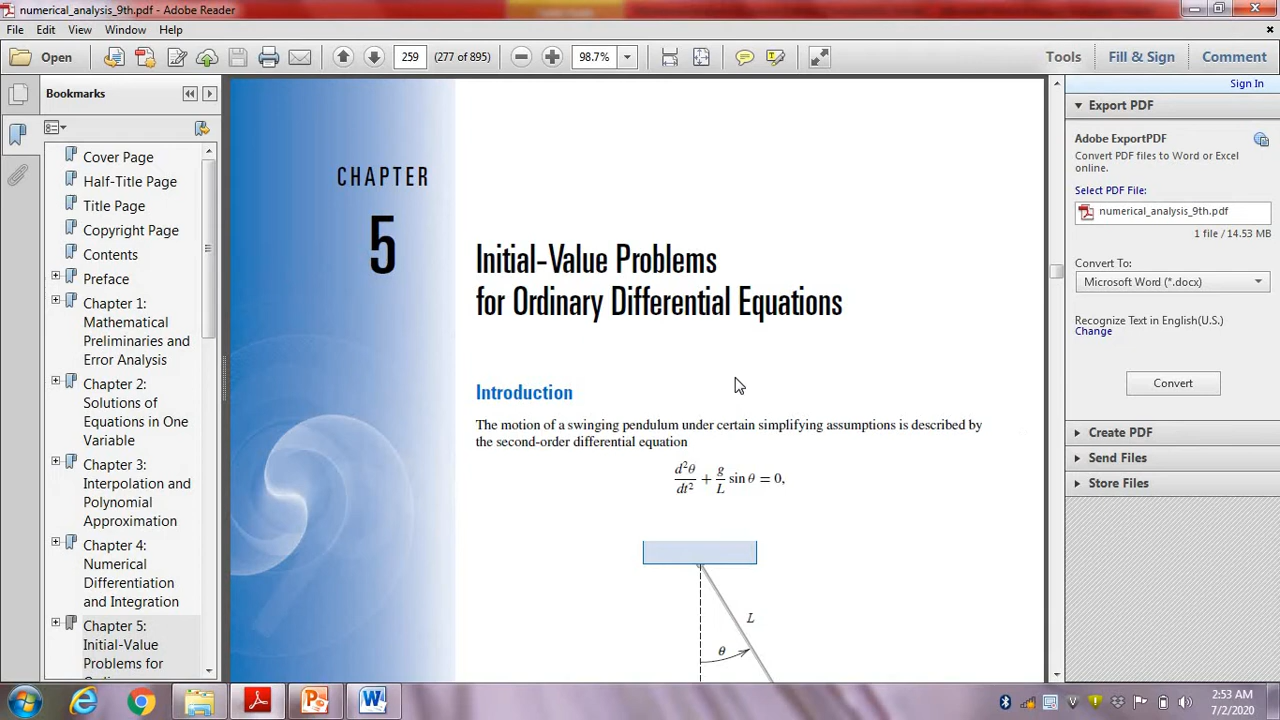 numerical_analysis_9th.pdf - Adobe Reader
File Edit View Window Help
Open
259 (277 of 895)
98.7%
Tools Fill & Sign Comment
Sign In
Bookmarks
Cover Page
Half-Title Page
Title Page
Copyright Page
Contents
Preface
Chapter 1:
Mathematical
Preliminaries and
Error Analysis
Chapter 2:
Solutions of
Equations in One
Variable
Chapter 3:
Interpolation and
Polynomial
Approximation
Chapter 4:
Numerical
Differentiation
and Integration
Chapter 5:
Initial-Value
Problems for
CHAPTER
5
Initial-Value Problems
for Ordinary Differential Equations
Introduction
The motion of a swinging pendulum under certain simplifying assumptions is described by
the second-order differential equation
d²θ/dt² + g/L sin θ = 0,
L
θ
Export PDF
Adobe ExportPDF
Convert PDF files to Word or Excel
online.
Select PDF File:
numerical_analysis_9th.pdf
1 file / 14.53 MB
Convert To:
Microsoft Word (*.docx)
Recognize Text in English(U.S.)
Change
Convert
Create PDF
Send Files
Store Files
2:53 AM
7/2/2020